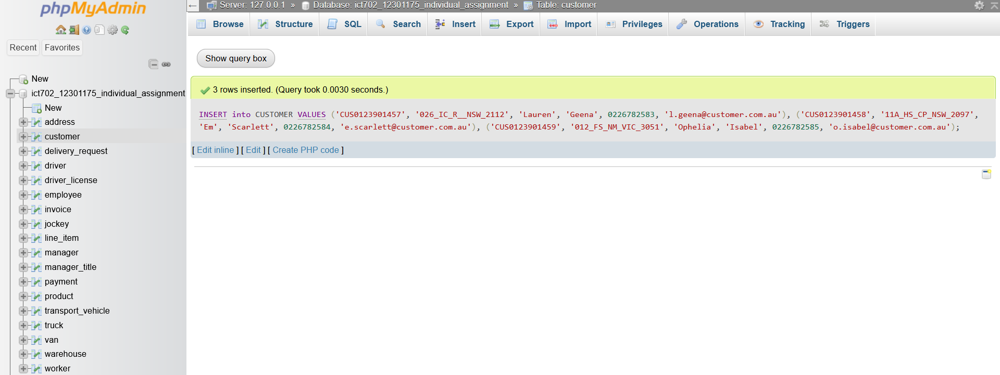 phpMyAdmin
Recent
Favorites
New
ict702_12301175_individual_assignment
New
address
customer
delivery_request
driver
driver_license
employee
invoice
jockey
line_item
manager
manager_title
payment
product
transport_vehicle
truck
van
warehouse
worker
← Server: 127.0.0.1 » Database: ict702_12301175_individual_assignment » Table: customer
Browse Structure SQL Search Insert Export Import Privileges Operations Tracking Triggers
Show query box
3 rows inserted. (Query took 0.0030 seconds.)
INSERT into CUSTOMER VALUES ('CUS0123901457', '026_IC_R__NSW_2112', 'Lauren', 'Geena', 0226782583, 'l.geena@customer.com.au'), ('CUS0123901458', '11A_HS_CP_NSW_2097',
'Em', 'Scarlett', 0226782584, 'e.scarlett@customer.com.au'), ('CUS0123901459', '012_FS_NM_VIC_3051', 'Ophelia', 'Isabel', 0226782585, 'o.isabel@customer.com.au');
[ Edit inline ] [ Edit ] [ Create PHP code ]